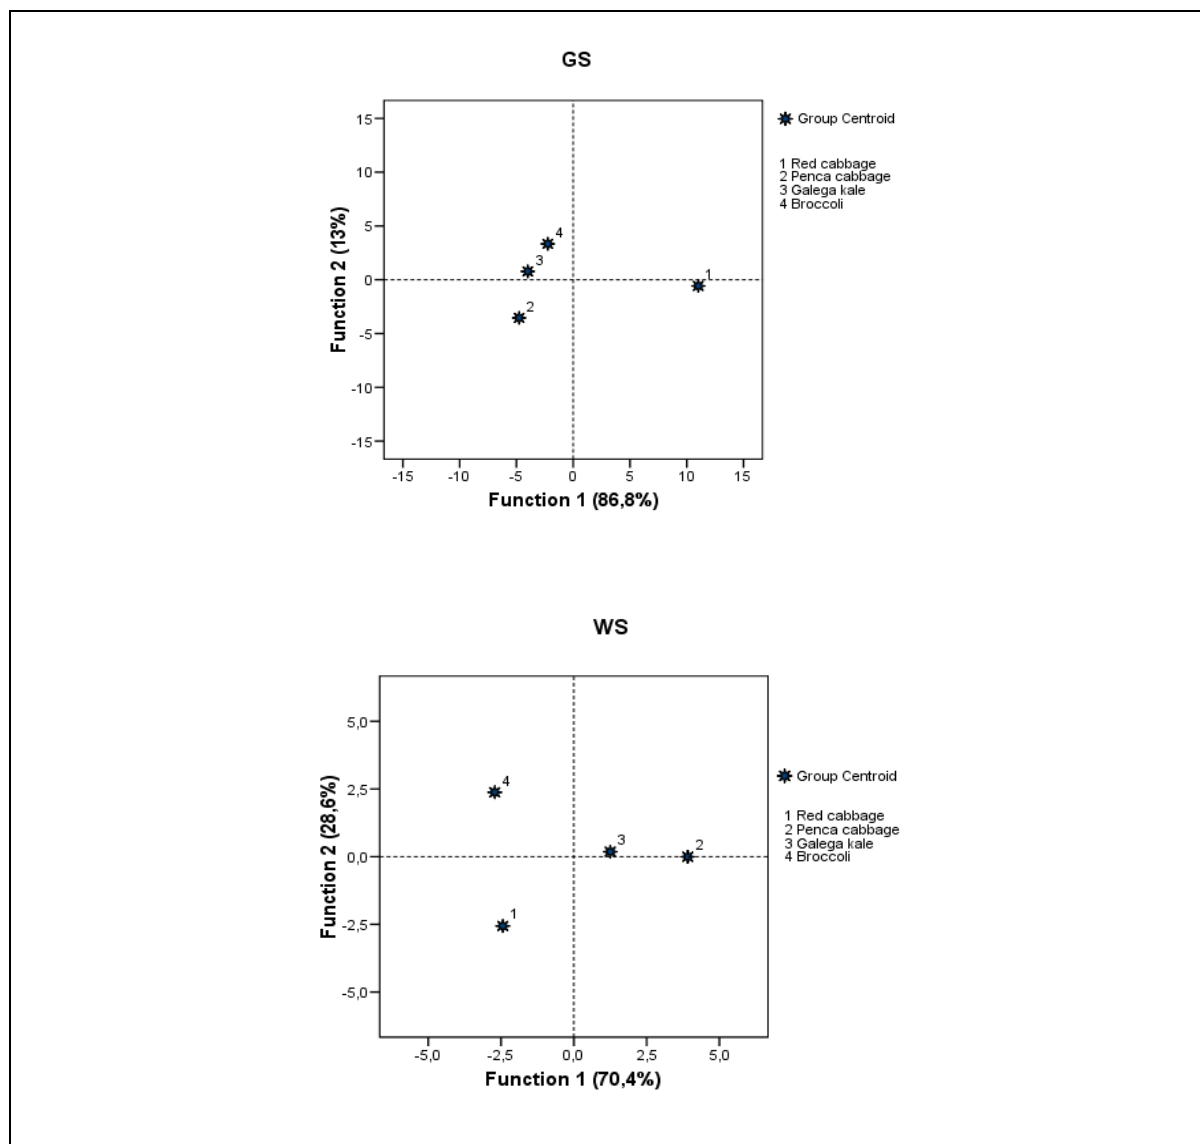 GS
Group Centroid
1 Red cabbage
2 Penca cabbage
3 Galega kale
4 Broccoli
Function 2 (13%)
15
10
5
0
-5
-10
-15
4
3
2
1
-15 -10 -5 0 5 10 15
Function 1 (86,8%)
WS
Group Centroid
1 Red cabbage
2 Penca cabbage
3 Galega kale
4 Broccoli
Function 2 (28,6%)
5,0
2,5
0,0
-2,5
-5,0
4
3
2
1
-5,0 -2,5 0,0 2,5 5,0
Function 1 (70,4%)